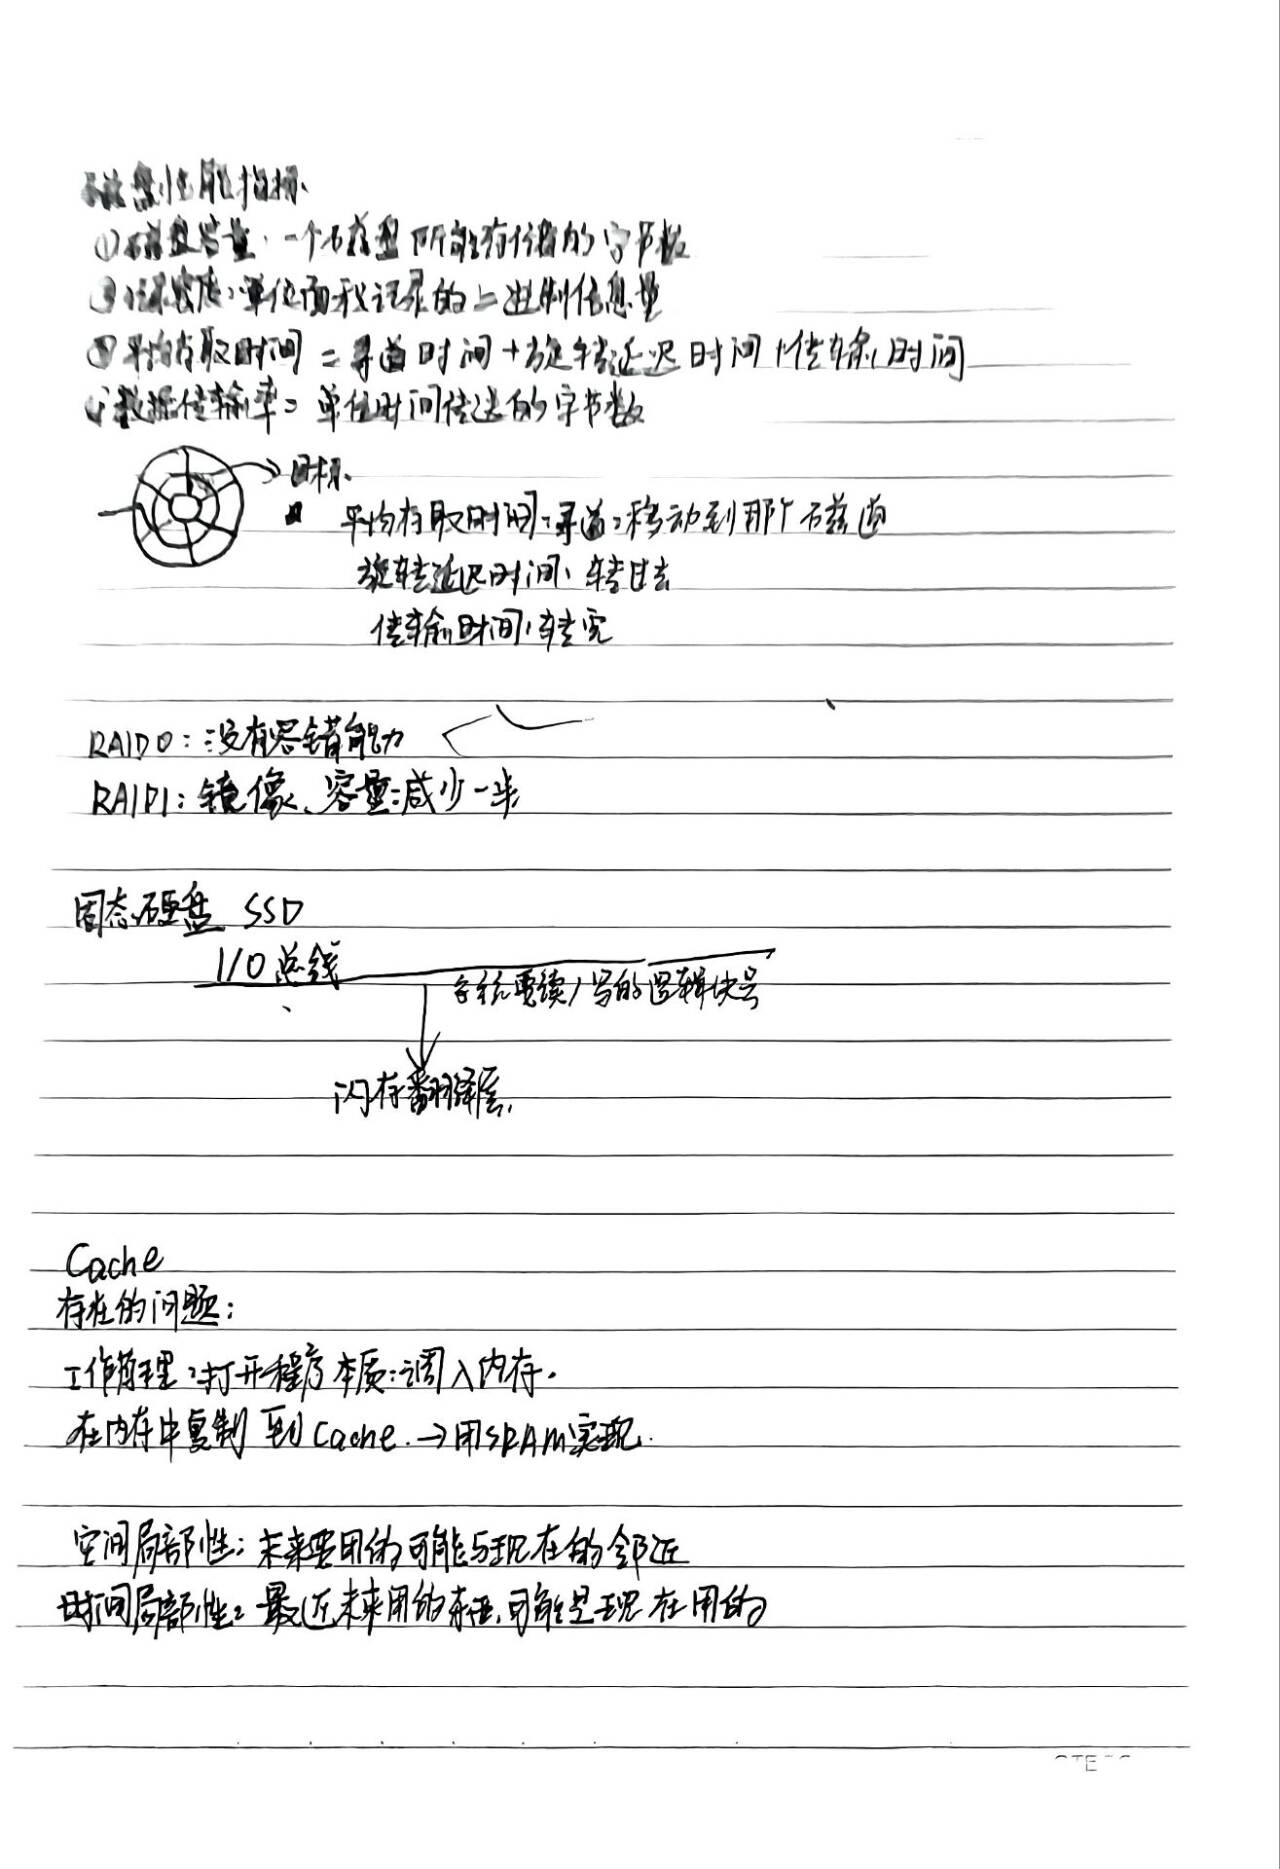 磁盘性能指标、
①磁盘容量：一个磁盘所能存储的字节数
②记录密度：单位面积记录的二进制信息量
③平均存取时间 = 寻道时间+旋转延迟时间+传输时间
④数据传输率：单位时间传送的字节数
目标、
平均存取时间：寻道：移动到那个磁道
旋转延迟时间：转过去
传输时间：转完
RAID0：没有容错能力
RAID1：镜像、容量减少一半
固态硬盘 SSD
I/O总线
系统要读/写的逻辑块号
闪存翻译层
Cache
存在的问题：
工作原理：打开程序本质：调入内存.
在内存中复制到Cache.→用SRAM实现.
空间局部性：未来要用的可能与现在的邻近
时间局部性：最近未来用的东西,可能是现在用的